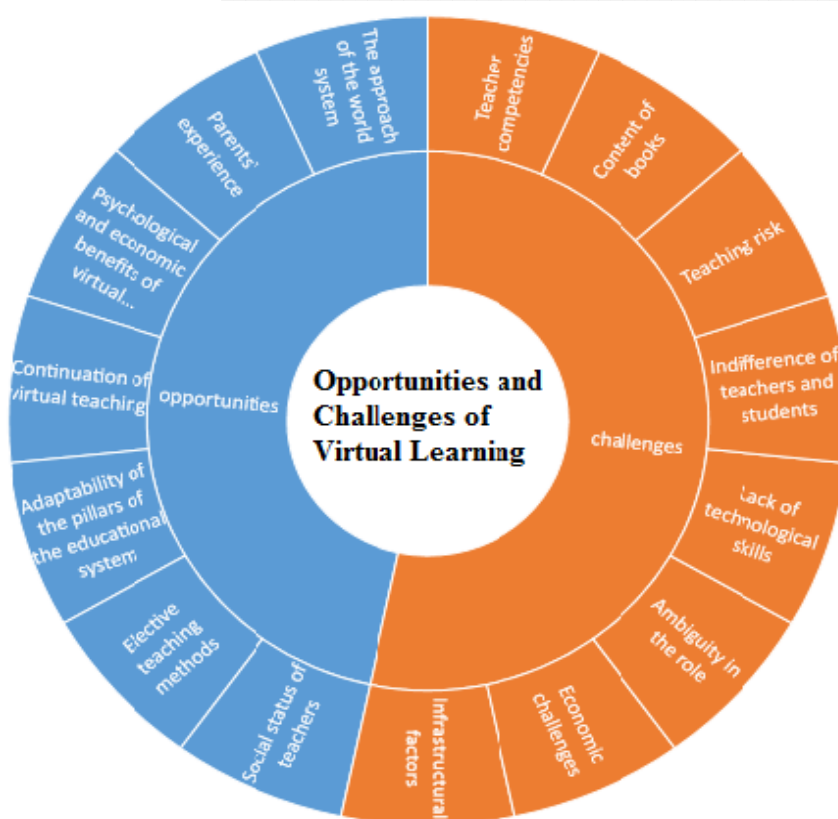 Opportunities and
Challenges of
Virtual Learning
challenges
Teacher
competencies
Content of
books
Teaching risk
Indifference of
teachers and
students
Lack of
technological
skills
Ambiguity in
the role
Economic
challenges
Infrastructural
factors
opportunities
Social status of
teachers
Elective
teaching
methods
Adaptability of
the pillars of
the educational
system
Continuation of
virtual teaching
Psychological
and economic
benefits of
virtual...
Parents'
experience
The approach
of the world
system